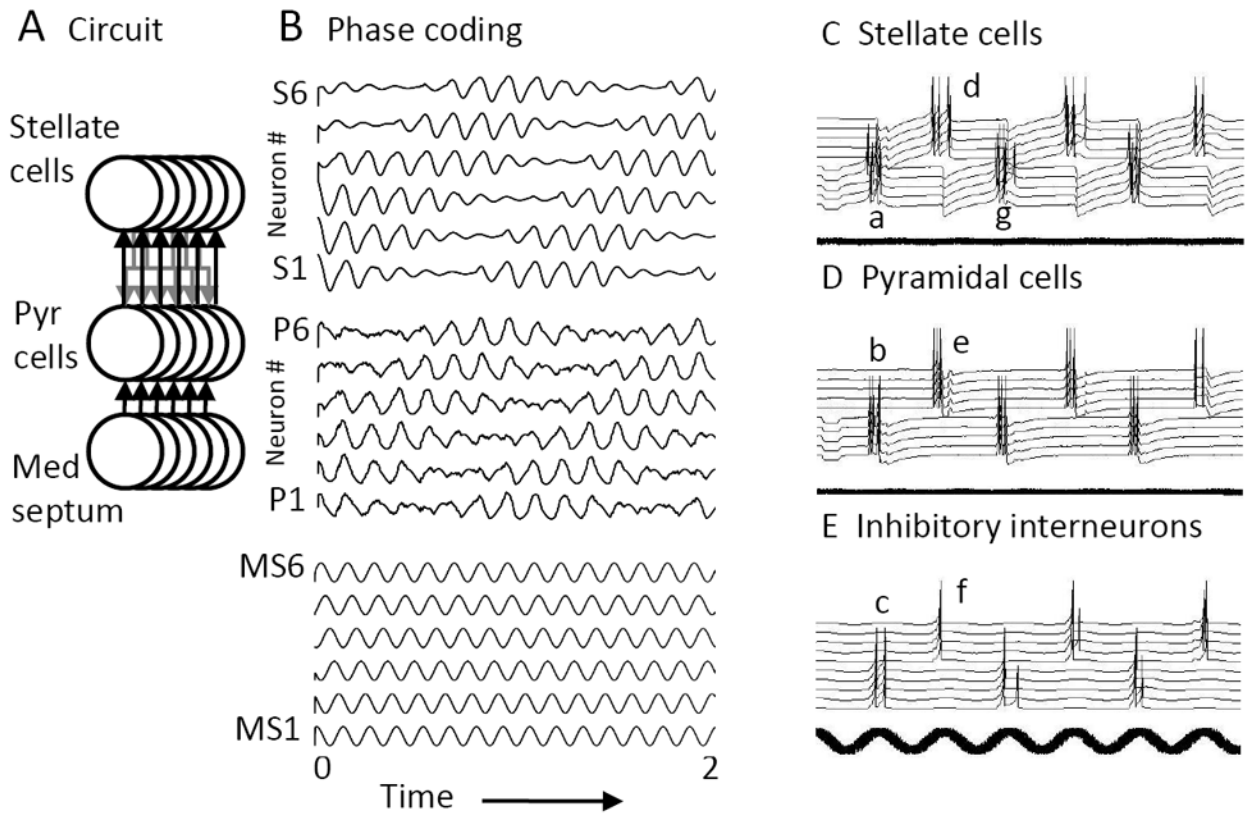 A Circuit
Stellate
cells
Pyr
cells
Med
septum
B Phase coding
S6
Neuron #
S1
P6
Neuron #
P1
MS6
MS1
0 2
Time
C Stellate cells
d
a g
D Pyramidal cells
b e
E Inhibitory interneurons
c f